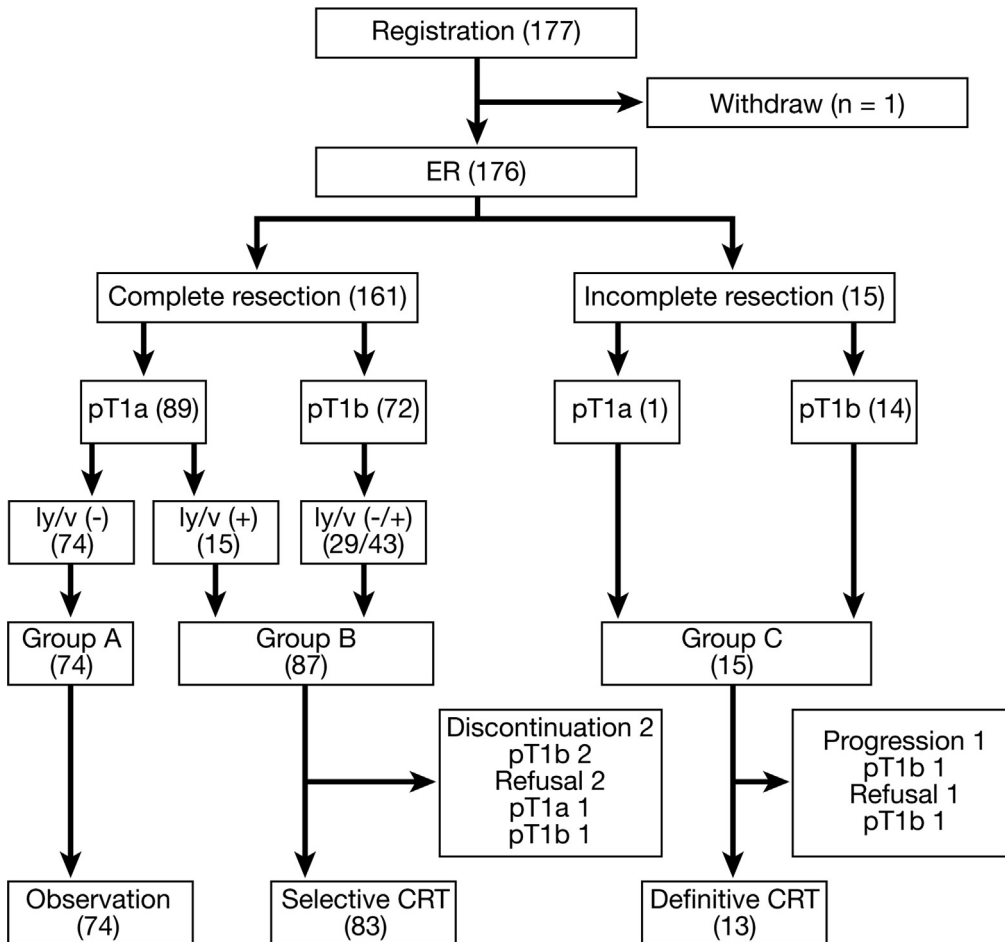 Registration (177)
Withdraw (n = 1)
ER (176)
Complete resection (161)
Incomplete resection (15)
pT1a (89)
pT1b (72)
pT1a (1)
pT1b (14)
ly/v (-)
(74)
ly/v (+)
(15)
ly/v (-/+)
(29/43)
Group A
(74)
Group B
(87)
Group C
(15)
Discontinuation 2
pT1b 2
Refusal 2
pT1a 1
pT1b 1
Progression 1
pT1b 1
Refusal 1
pT1b 1
Observation
(74)
Selective CRT
(83)
Definitive CRT
(13)